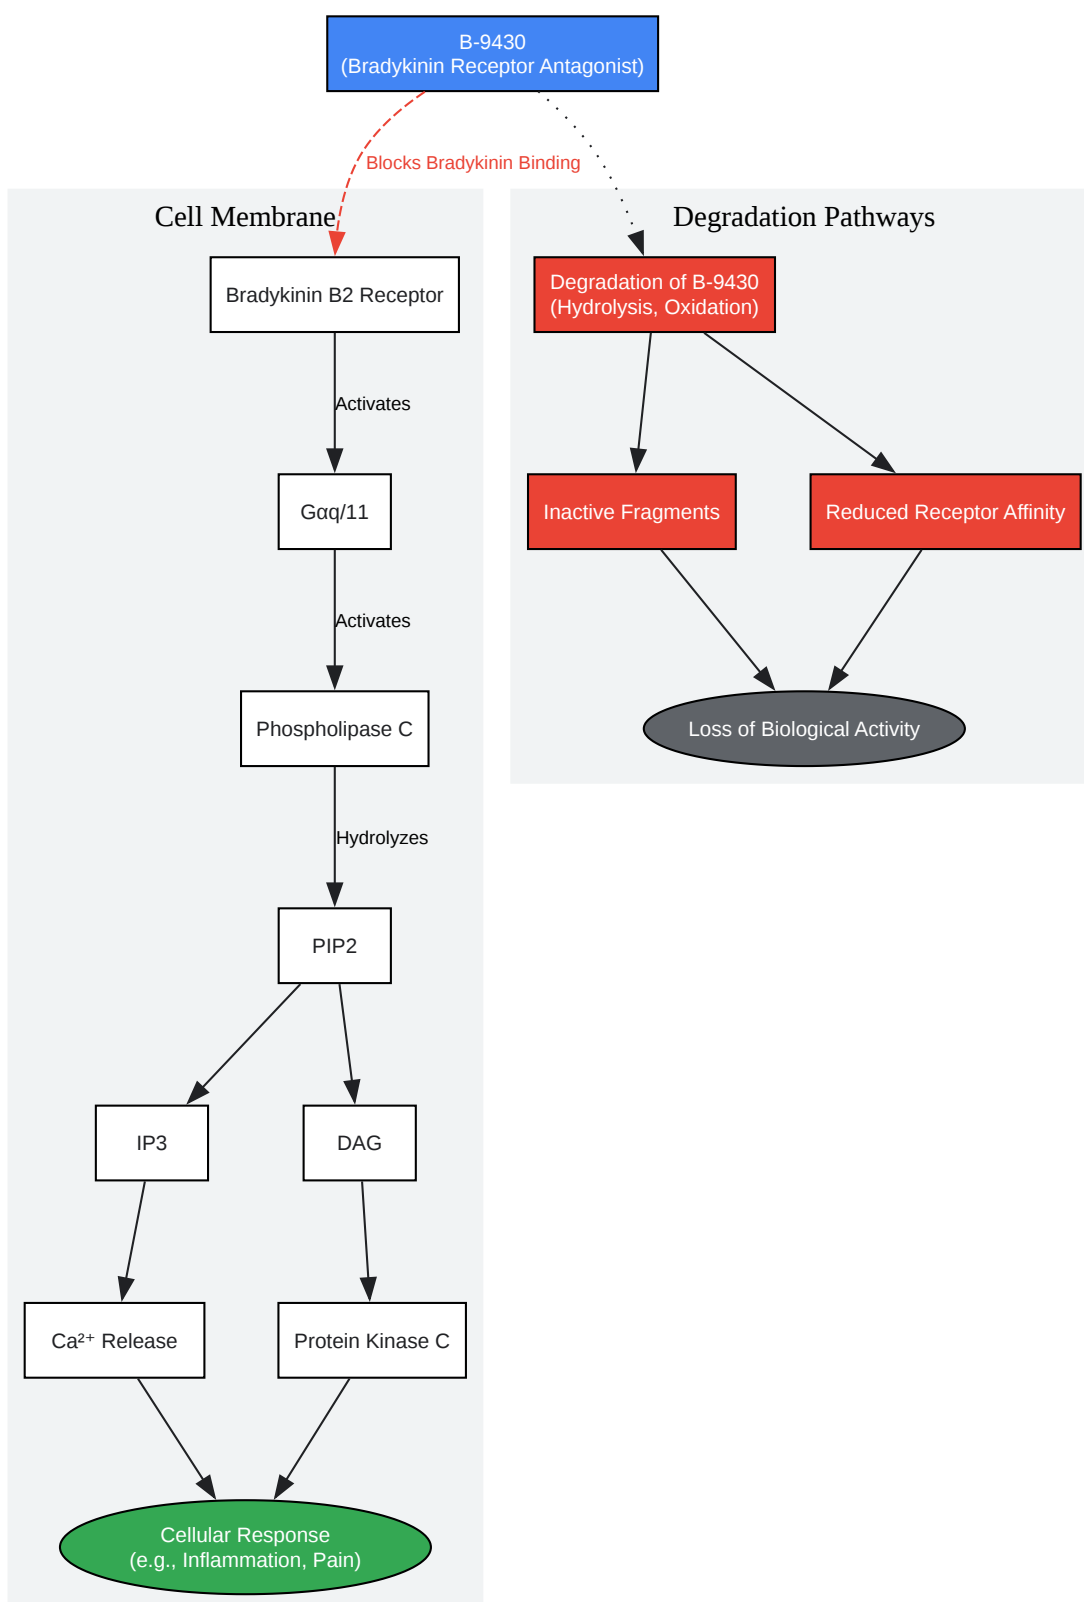 B-9430
(Bradykinin Receptor Antagonist)
Blocks Bradykinin Binding
Cell Membrane
Bradykinin B2 Receptor
Activates
Gαq/11
Activates
Phospholipase C
Hydrolyzes
PIP2
IP3
DAG
Ca²⁺ Release
Protein Kinase C
Cellular Response
(e.g., Inflammation, Pain)
Degradation Pathways
Degradation of B-9430
(Hydrolysis, Oxidation)
Inactive Fragments
Reduced Receptor Affinity
Loss of Biological Activity